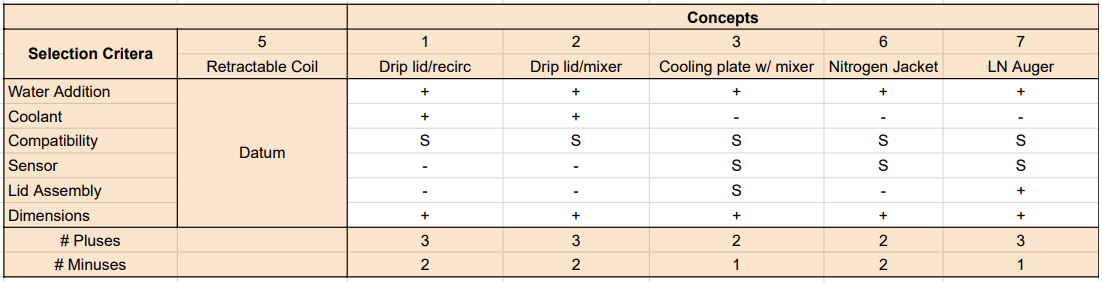 Concepts
Selection Critera 5 1 2 3 6 7
Retractable Coil Drip lid/recirc Drip lid/mixer Cooling plate w/ mixer Nitrogen Jacket LN Auger
Water Addition Datum + + + + +
Coolant + + - - -
Compatibility S S S S S
Sensor - - S S S
Lid Assembly - - S - +
Dimensions + + + + +
# Pluses 3 3 2 2 3
# Minuses 2 2 1 2 1